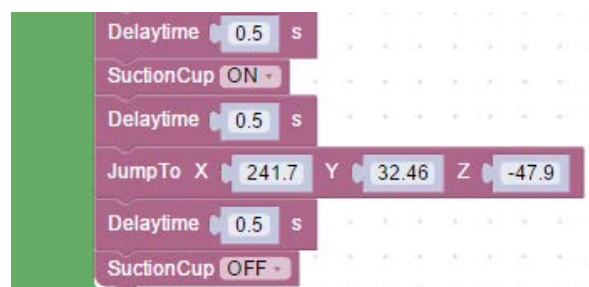 Delaytime 0.5 s
SuctionCup ON
Delaytime 0.5 s
JumpTo X 241.7 Y 32.46 Z -47.9
Delaytime 0.5 s
SuctionCup OFF